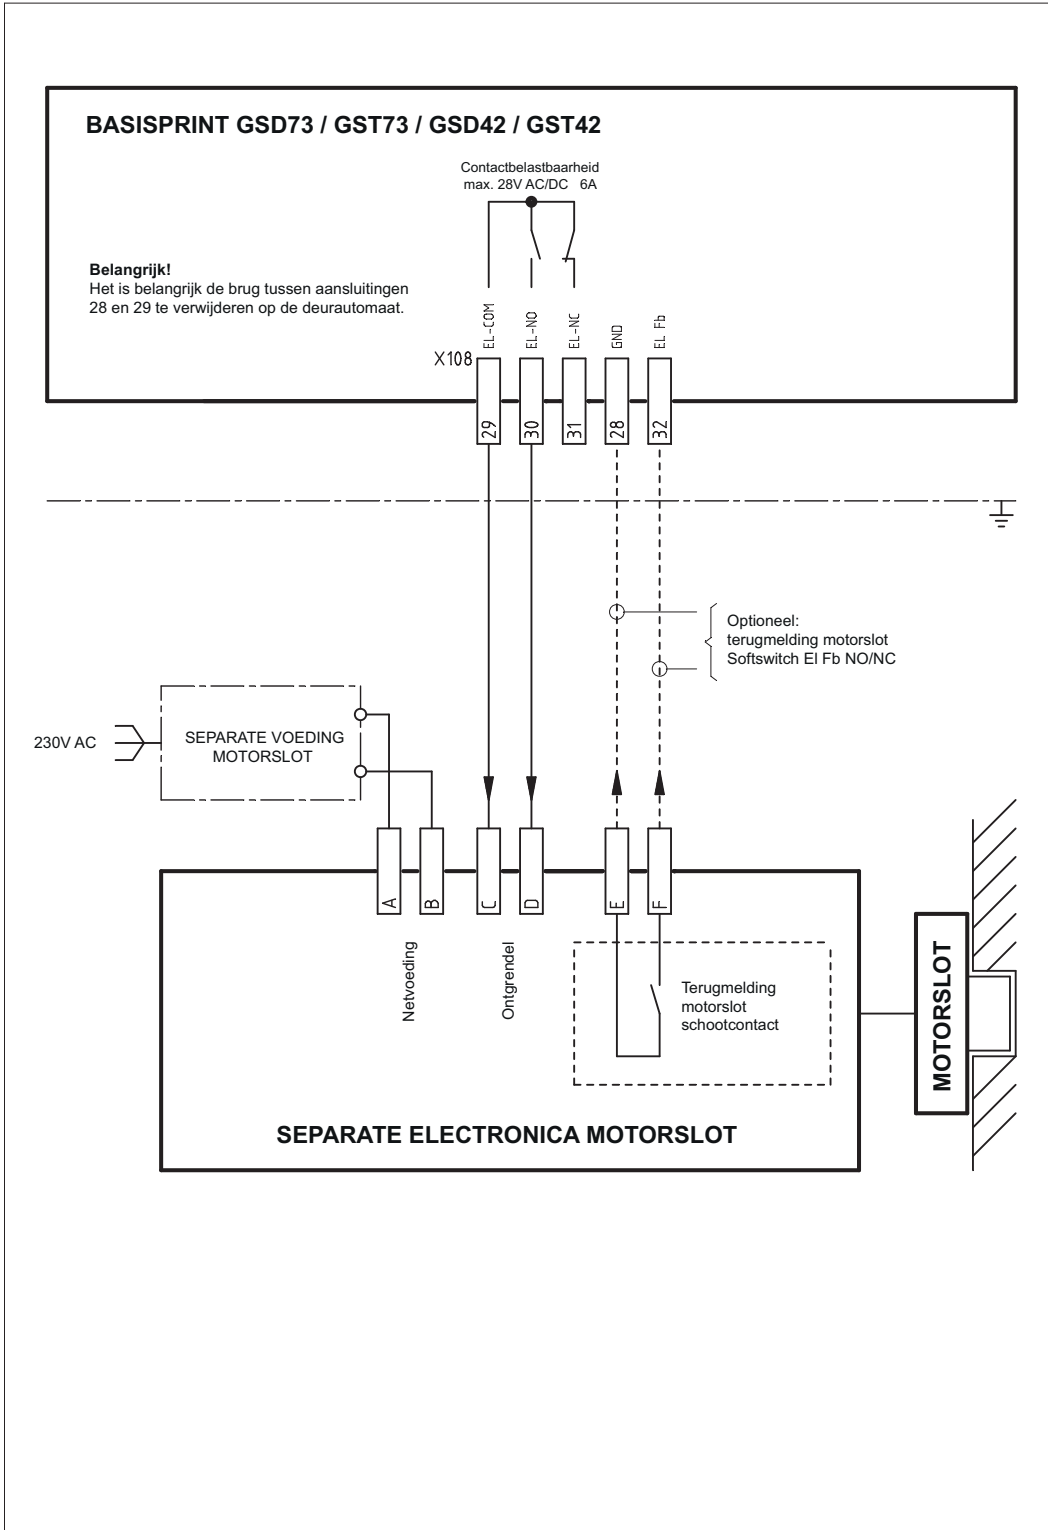 BASISPRINT GSD73 / GST73 / GSD42 / GST42
Contactbelastbaarheid
max. 28V AC/DC 6A
Belangrijk!
Het is belangrijk de brug tussen aansluitingen
28 en 29 te verwijderen op de deurautomaat.
X108
EL-COM
EL-NO
EL-NC
GND
EL Fb
29
30
31
28
32
Optioneel:
terugmelding motorslot
Softswitch El Fb NO/NC
230V AC
SEPARATE VOEDING
MOTORSLOT
A
B
C
D
E
F
Netvoeding
Ontgrendel
Terugmelding
motorslot
schootcontact
MOTORSLOT
SEPARATE ELECTRONICA MOTORSLOT